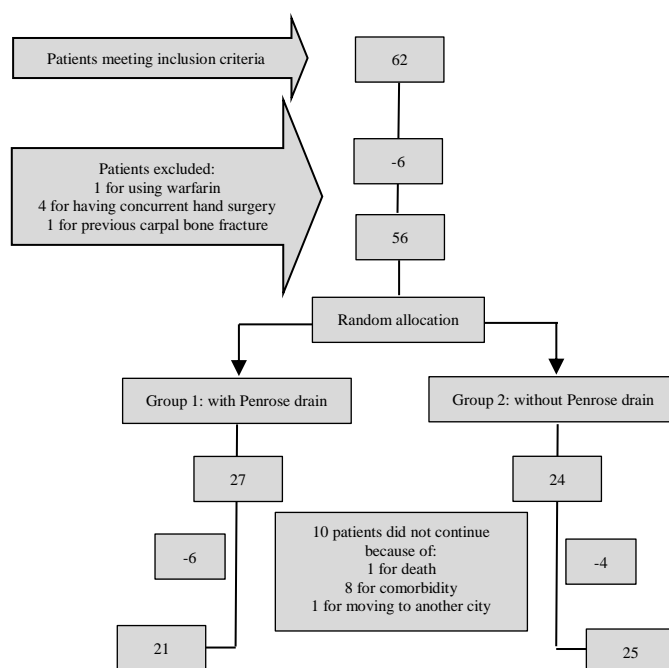 Patients meeting inclusion criteria
62
Patients excluded:
1 for using warfarin
4 for having concurrent hand surgery
1 for previous carpal bone fracture
-6
56
Random allocation
Group 1: with Penrose drain
Group 2: without Penrose drain
27
24
10 patients did not continue
because of:
1 for death
8 for comorbidity
1 for moving to another city
-6
-4
21
25